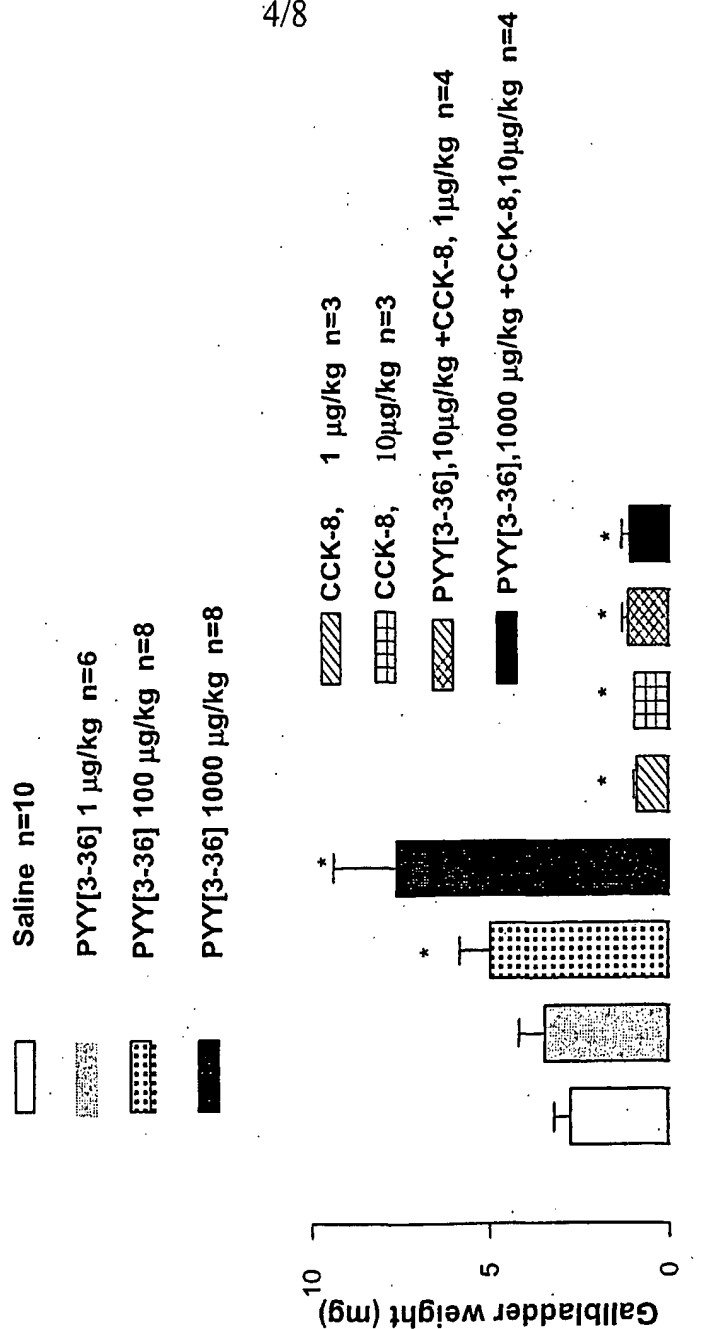 4/8
Saline n=10
PYY[3-36] 1 µg/kg n=6
PYY[3-36] 100 µg/kg n=8
PYY[3-36] 1000 µg/kg n=8
CCK-8, 1 µg/kg n=3
CCK-8, 10µg/kg n=3
PYY[3-36],10µg/kg +CCK-8, 1µg/kg n=4
PYY[3-36],1000 µg/kg +CCK-8,10µg/kg n=4
Gallbladder weight (mg)
10
5
0
*
*
*
*
*
*